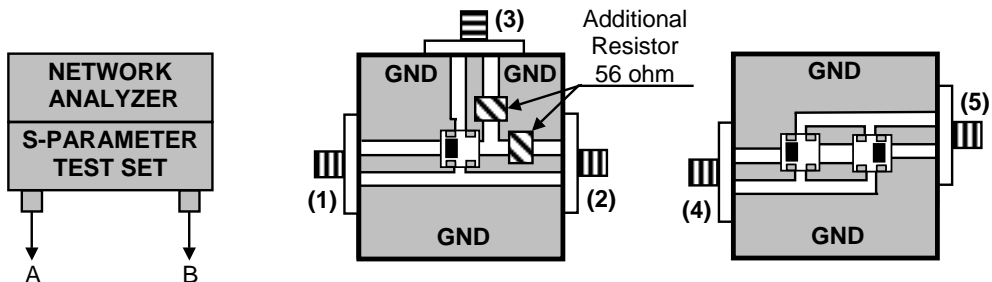 NETWORK
ANALYZER
S-PARAMETER
TEST SET
A
B
(3)
Additional
Resistor
56 ohm
GND
GND
(1)
(2)
GND
GND
(5)
(4)
GND